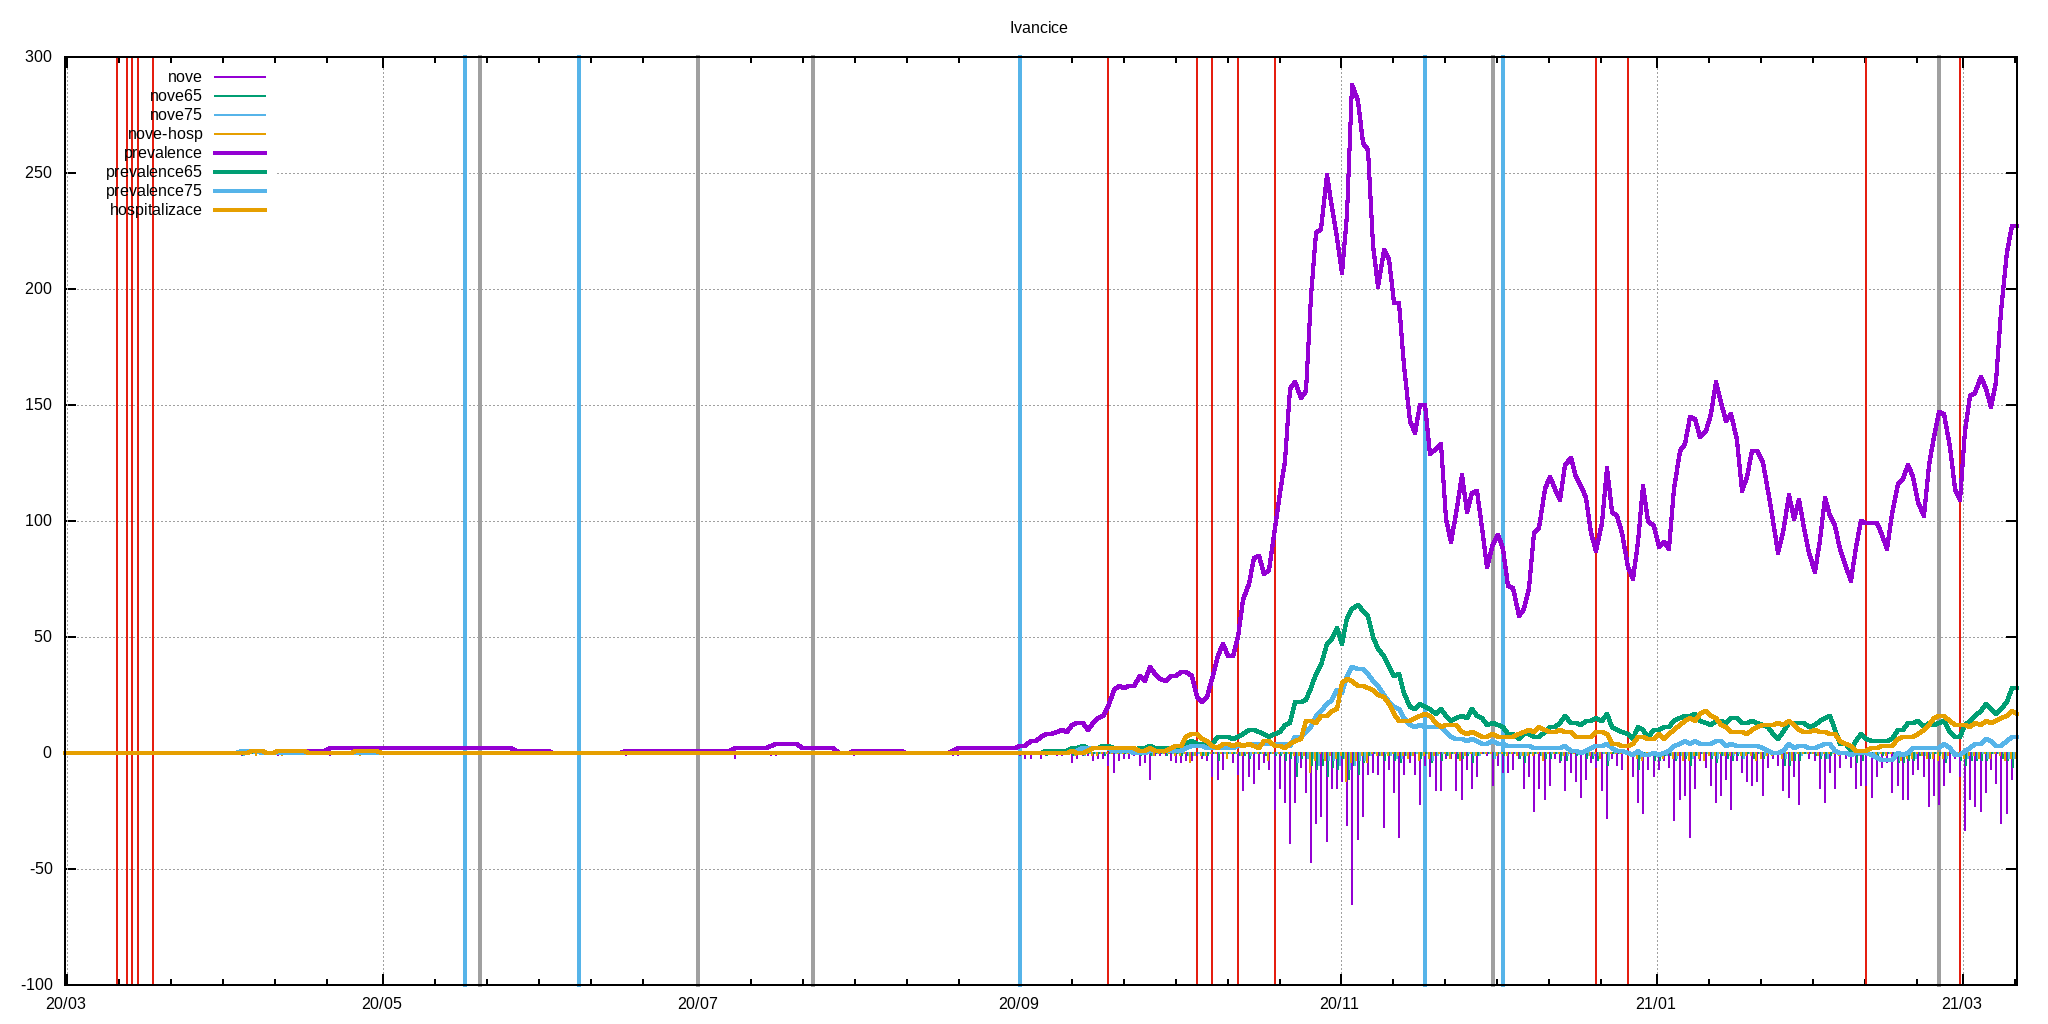 Ivancice
300
250
200
150
100
50
0
-50
-100
nove
nove65
nove75
nove-hosp
prevalence
prevalence65
prevalence75
hospitalizace
20/03 20/05 20/07 20/09 20/11 21/01 21/03